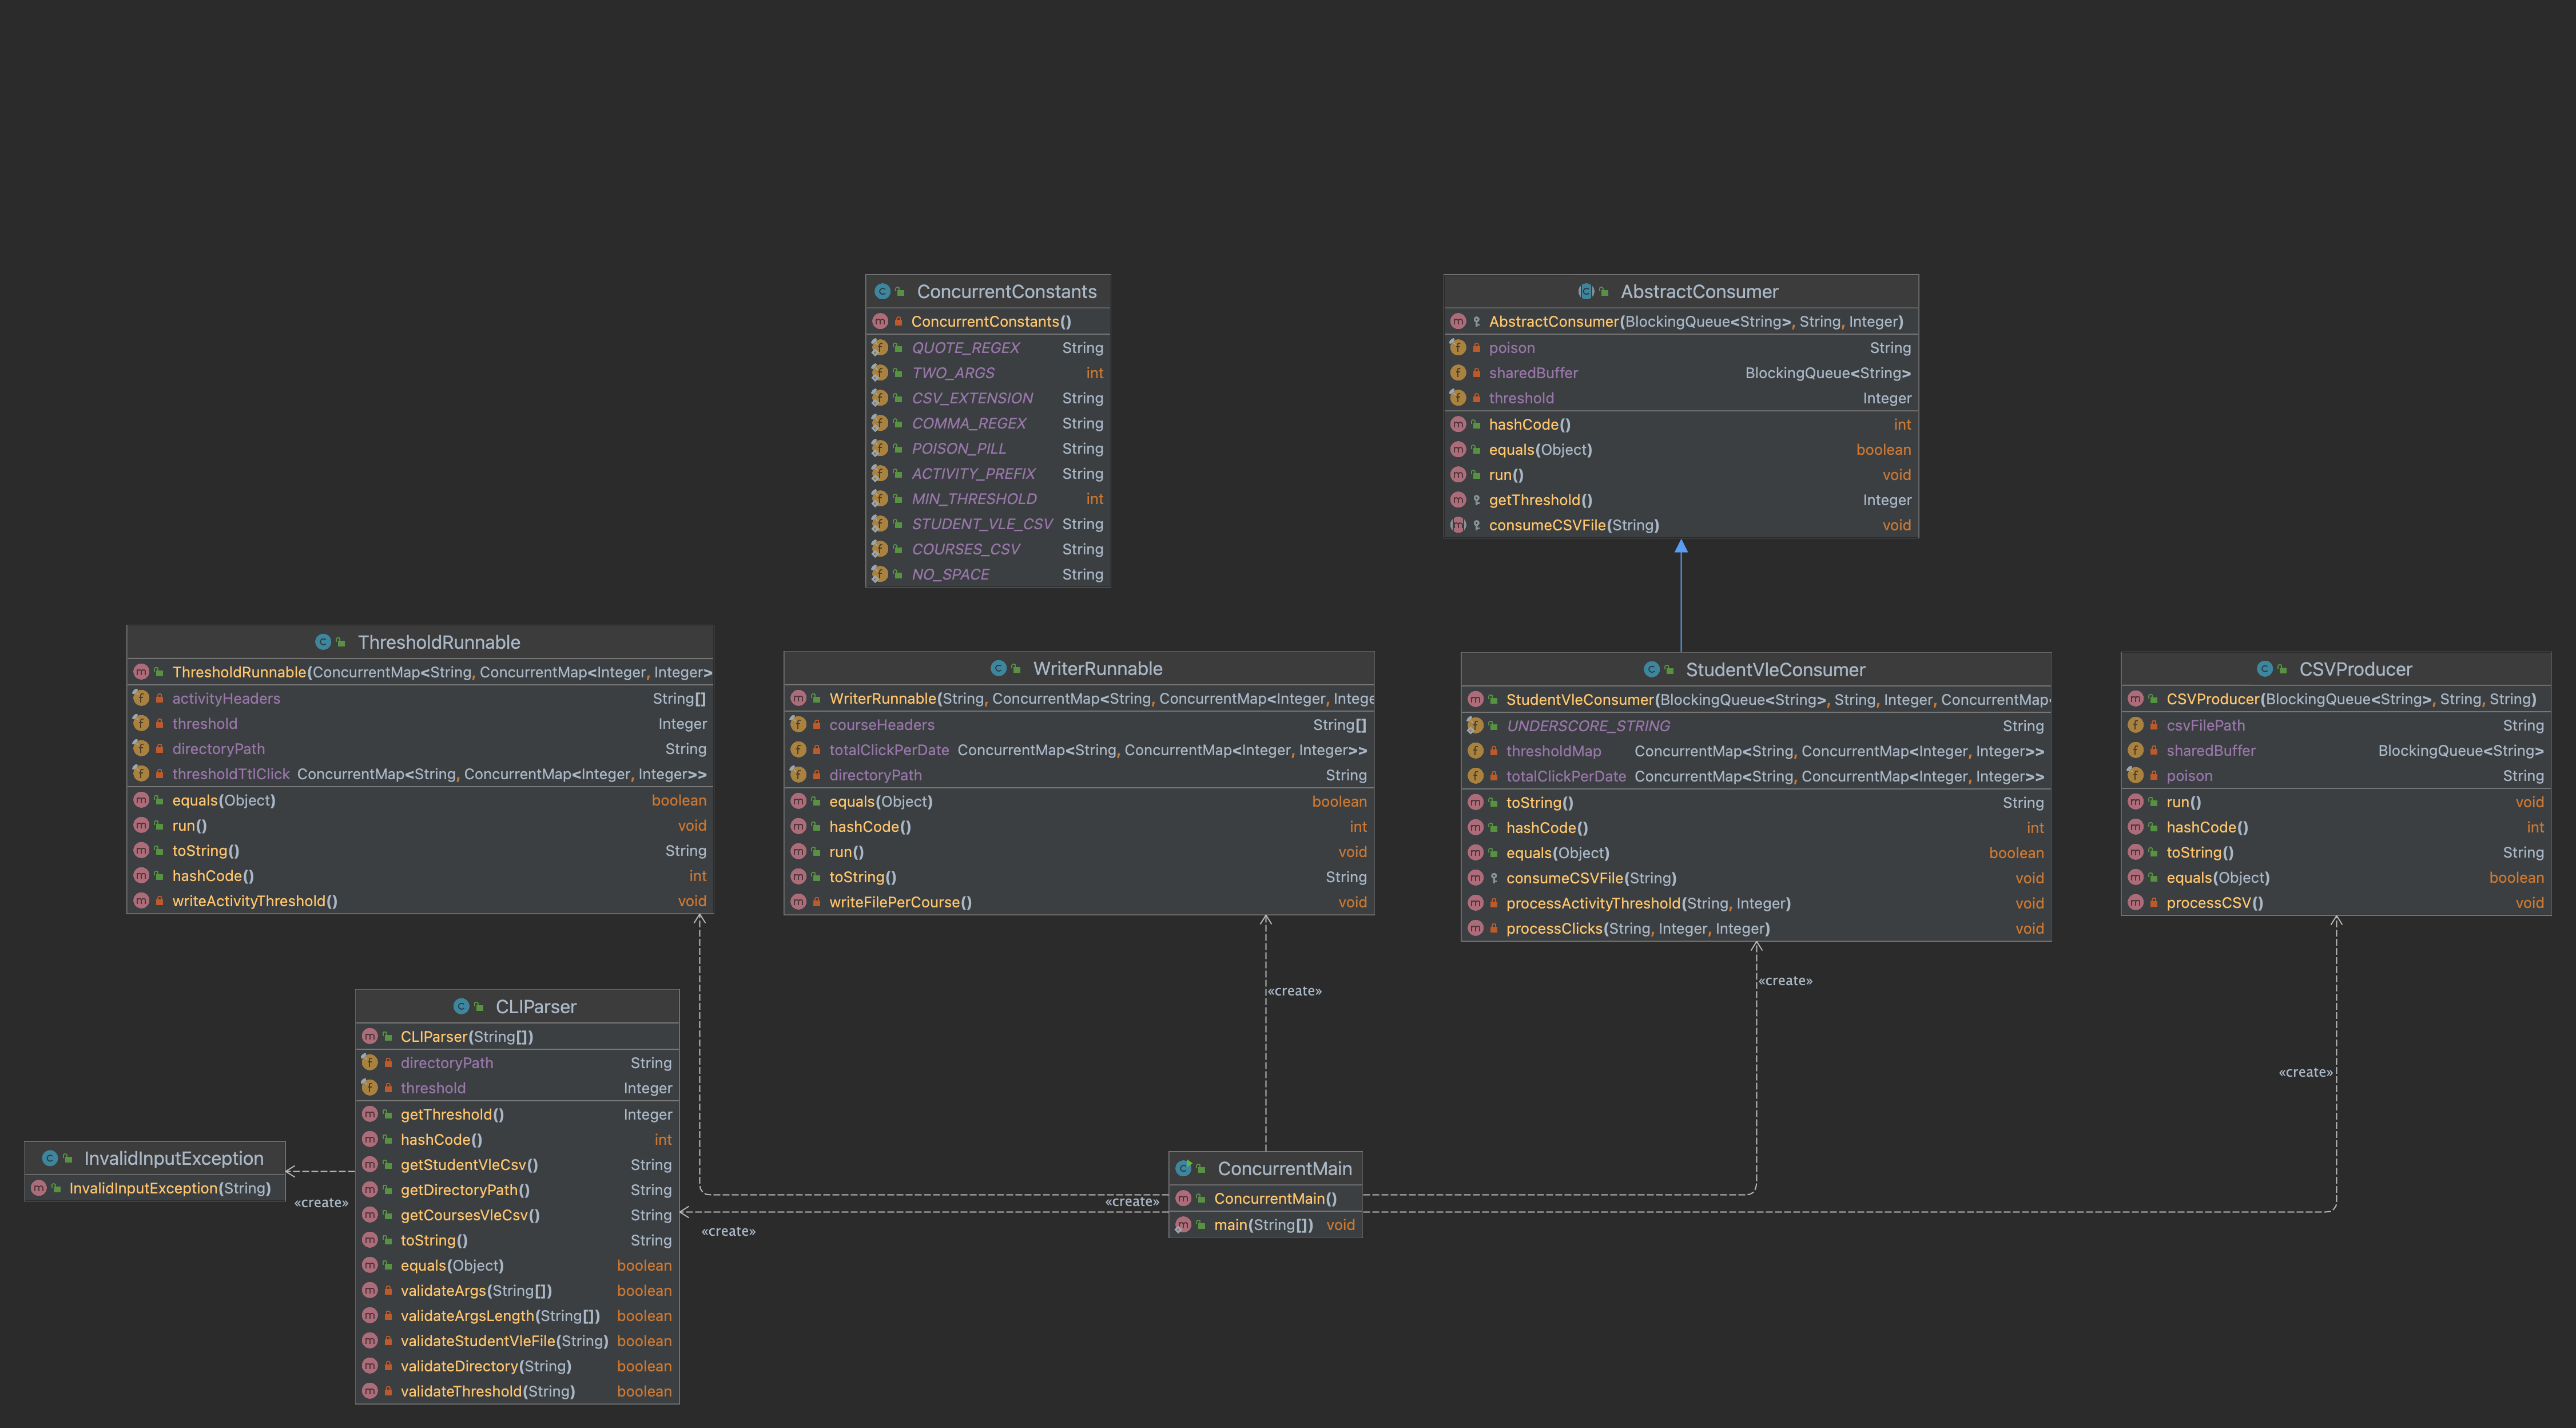 ConcurrentConstants
ConcurrentConstants()
QUOTE_REGEX String
TWO_ARGS int
CSV_EXTENSION String
COMMA_REGEX String
POISON_PILL String
ACTIVITY_PREFIX String
MIN_THRESHOLD int
STUDENT_VLE_CSV String
COURSES_CSV String
NO_SPACE String
AbstractConsumer
AbstractConsumer(BlockingQueue<String>, String, Integer)
poison String
sharedBuffer BlockingQueue<String>
threshold Integer
hashCode() int
equals(Object) boolean
run() void
getThreshold() Integer
consumeCSVFile(String) void
ThresholdRunnable
ThresholdRunnable(ConcurrentMap<String, ConcurrentMap<Integer, Integer>
activityHeaders String[]
threshold Integer
directoryPath String
thresholdTtlClick ConcurrentMap<String, ConcurrentMap<Integer, Integer>>
equals(Object) boolean
run() void
toString() String
hashCode() int
writeActivityThreshold() void
WriterRunnable
WriterRunnable(String, ConcurrentMap<String, ConcurrentMap<Integer, Intege
courseHeaders String[]
totalClickPerDate ConcurrentMap<String, ConcurrentMap<Integer, Integer>>
directoryPath String
equals(Object) boolean
hashCode() int
run() void
toString() String
writeFilePerCourse() void
StudentVleConsumer
StudentVleConsumer(BlockingQueue<String>, String, Integer, ConcurrentMap
UNDERSCORE_STRING String
thresholdMap ConcurrentMap<String, ConcurrentMap<Integer, Integer>>
totalClickPerDate ConcurrentMap<String, ConcurrentMap<Integer, Integer>>
toString() String
hashCode() int
equals(Object) boolean
consumeCSVFile(String) void
processActivityThreshold(String, Integer) void
processClicks(String, Integer, Integer) void
CSVProducer
CSVProducer(BlockingQueue<String>, String, String)
csvFilePath String
sharedBuffer BlockingQueue<String>
poison String
run() void
hashCode() int
toString() String
equals(Object) boolean
processCSV() void
«create»
«create»
«create»
CLIParser
CLIParser(String[])
directoryPath String
threshold Integer
getThreshold() Integer
hashCode() int
getStudentVleCsv() String
getDirectoryPath() String
getCoursesVleCsv() String
toString() String
equals(Object) boolean
validateArgs(String[]) boolean
validateArgsLength(String[]) boolean
validateStudentVleFile(String) boolean
validateDirectory(String) boolean
validateThreshold(String) boolean
InvalidInputException
InvalidInputException(String)
«create»
«create»
«create»
ConcurrentMain
ConcurrentMain()
main(String[]) void